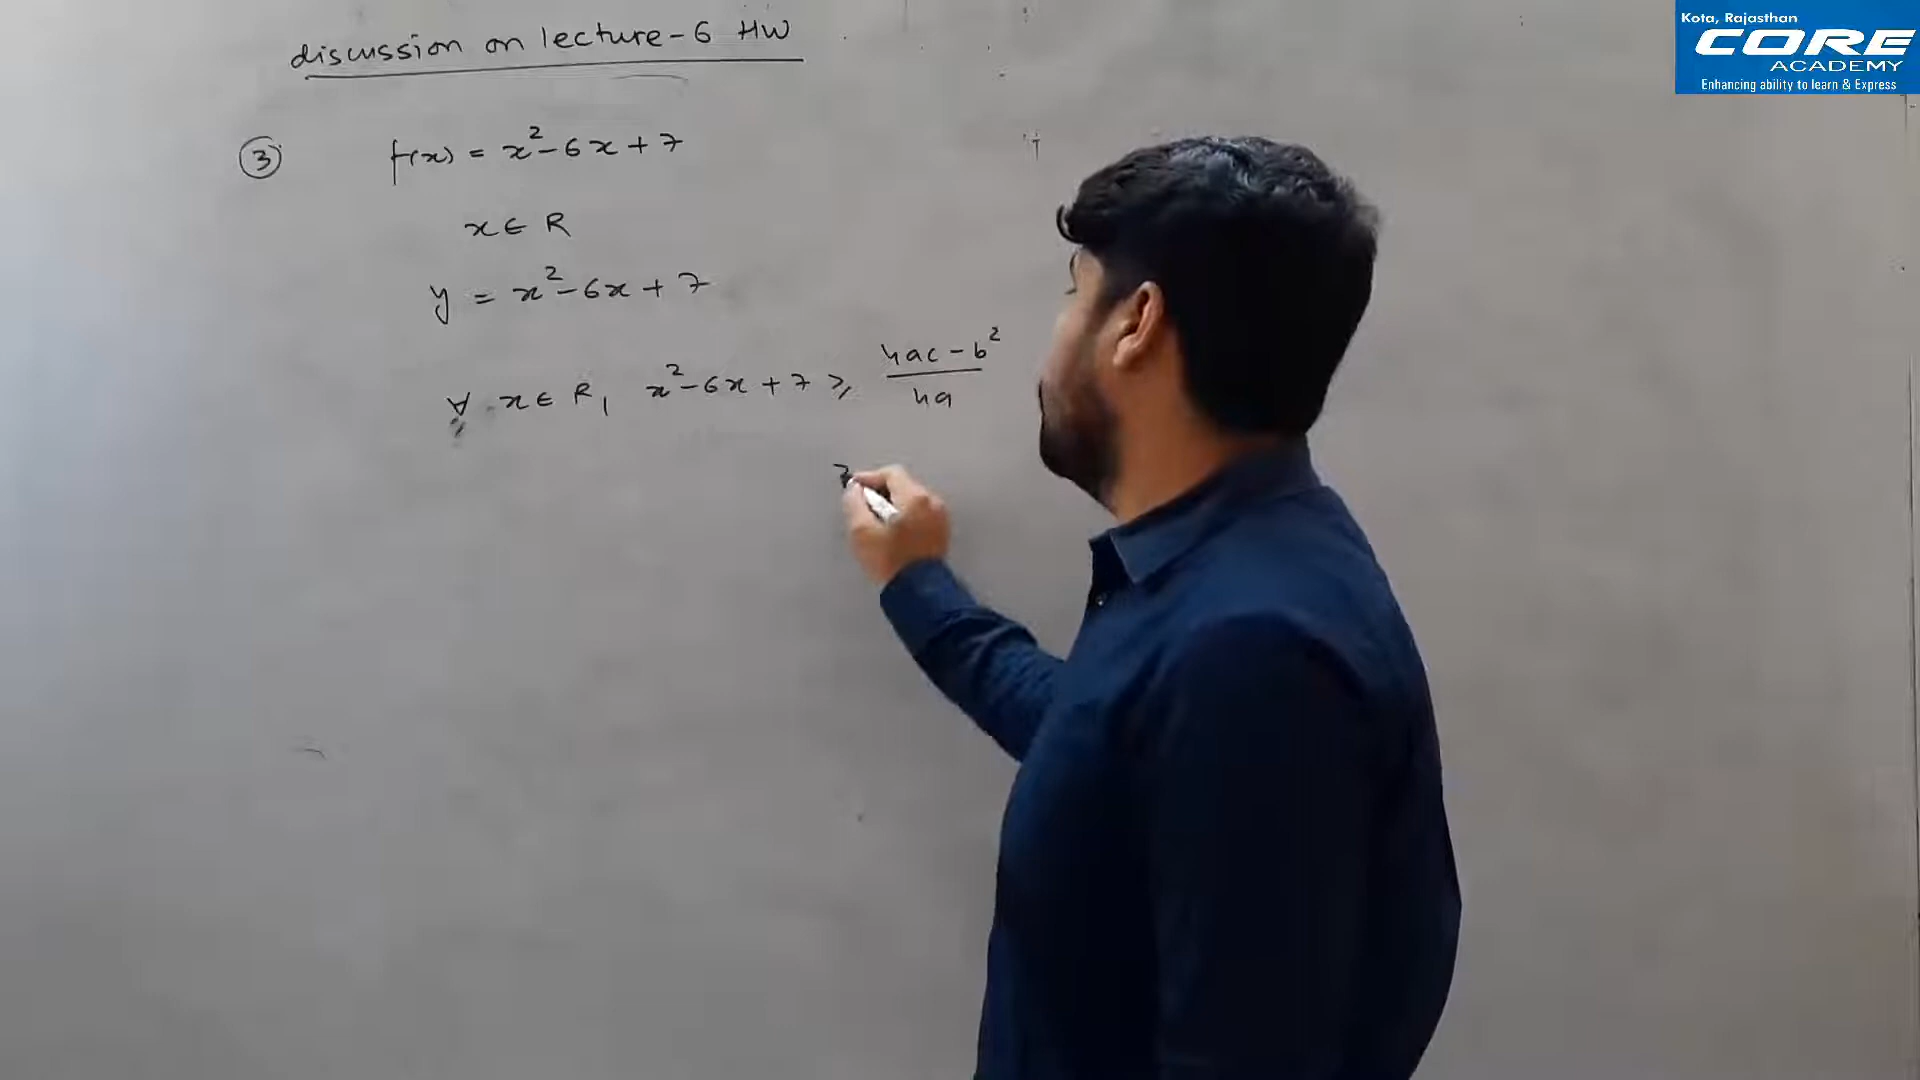 discussion on lecture-6 HW
Kota, Rajasthan
CORE
ACADEMY
Enhancing ability to learn & Express
③ f(x) = x²-6x+7
x ∈ R
y = x²-6x+7
∀ x ∈ R, x²-6x+7 ≥ (4ac-b²)/4a